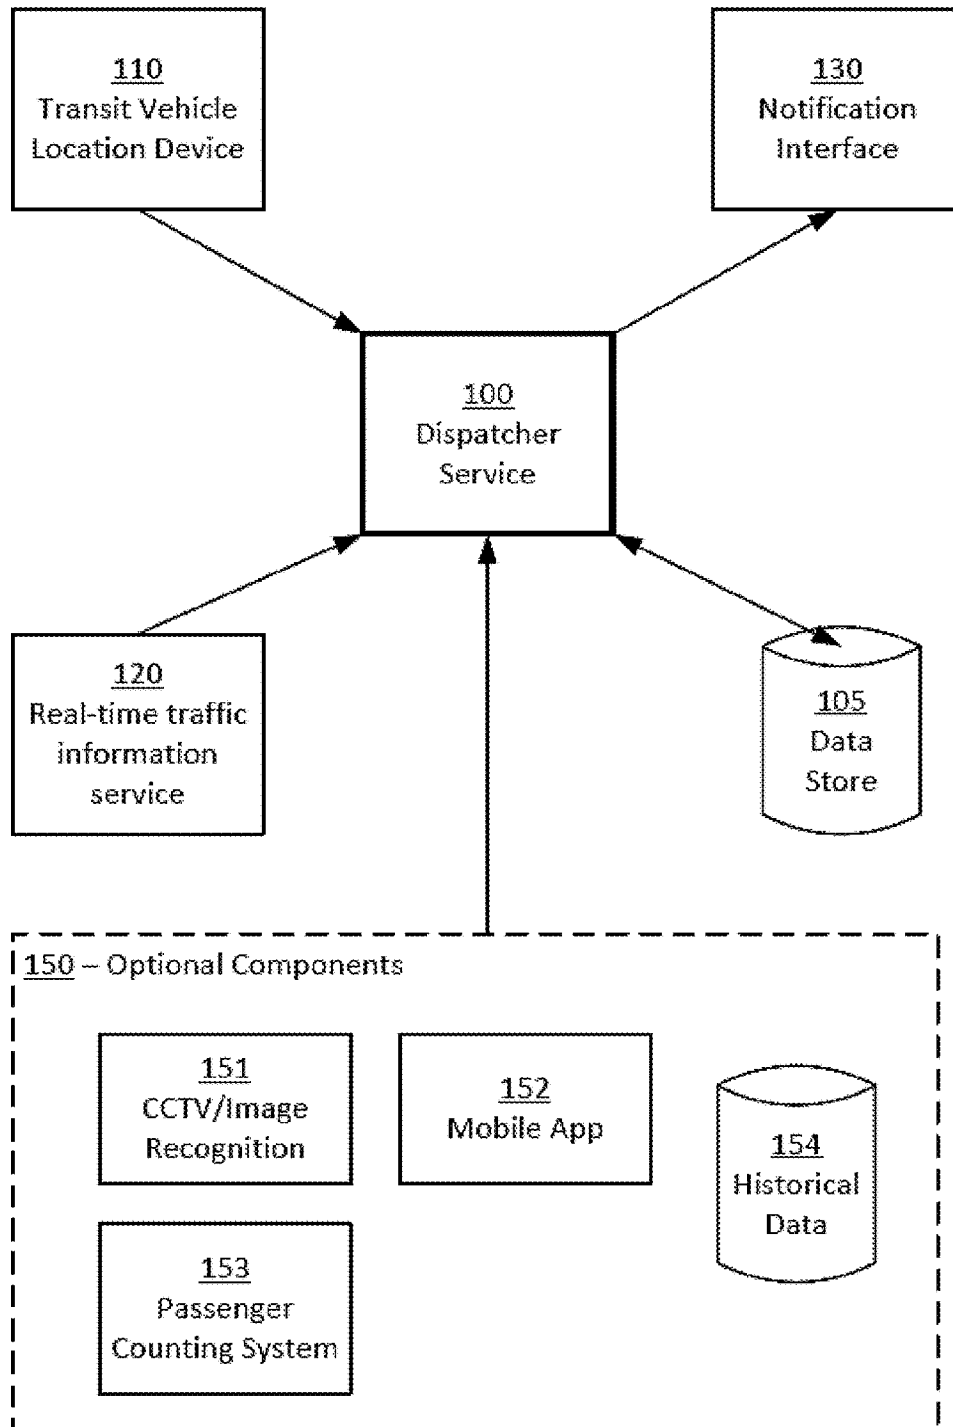 110
Transit Vehicle
Location Device
130
Notification
Interface
100
Dispatcher
Service
120
Real-time traffic
information
service
105
Data
Store
150 – Optional Components
151
CCTV/Image
Recognition
152
Mobile App
154
Historical
Data
153
Passenger
Counting System